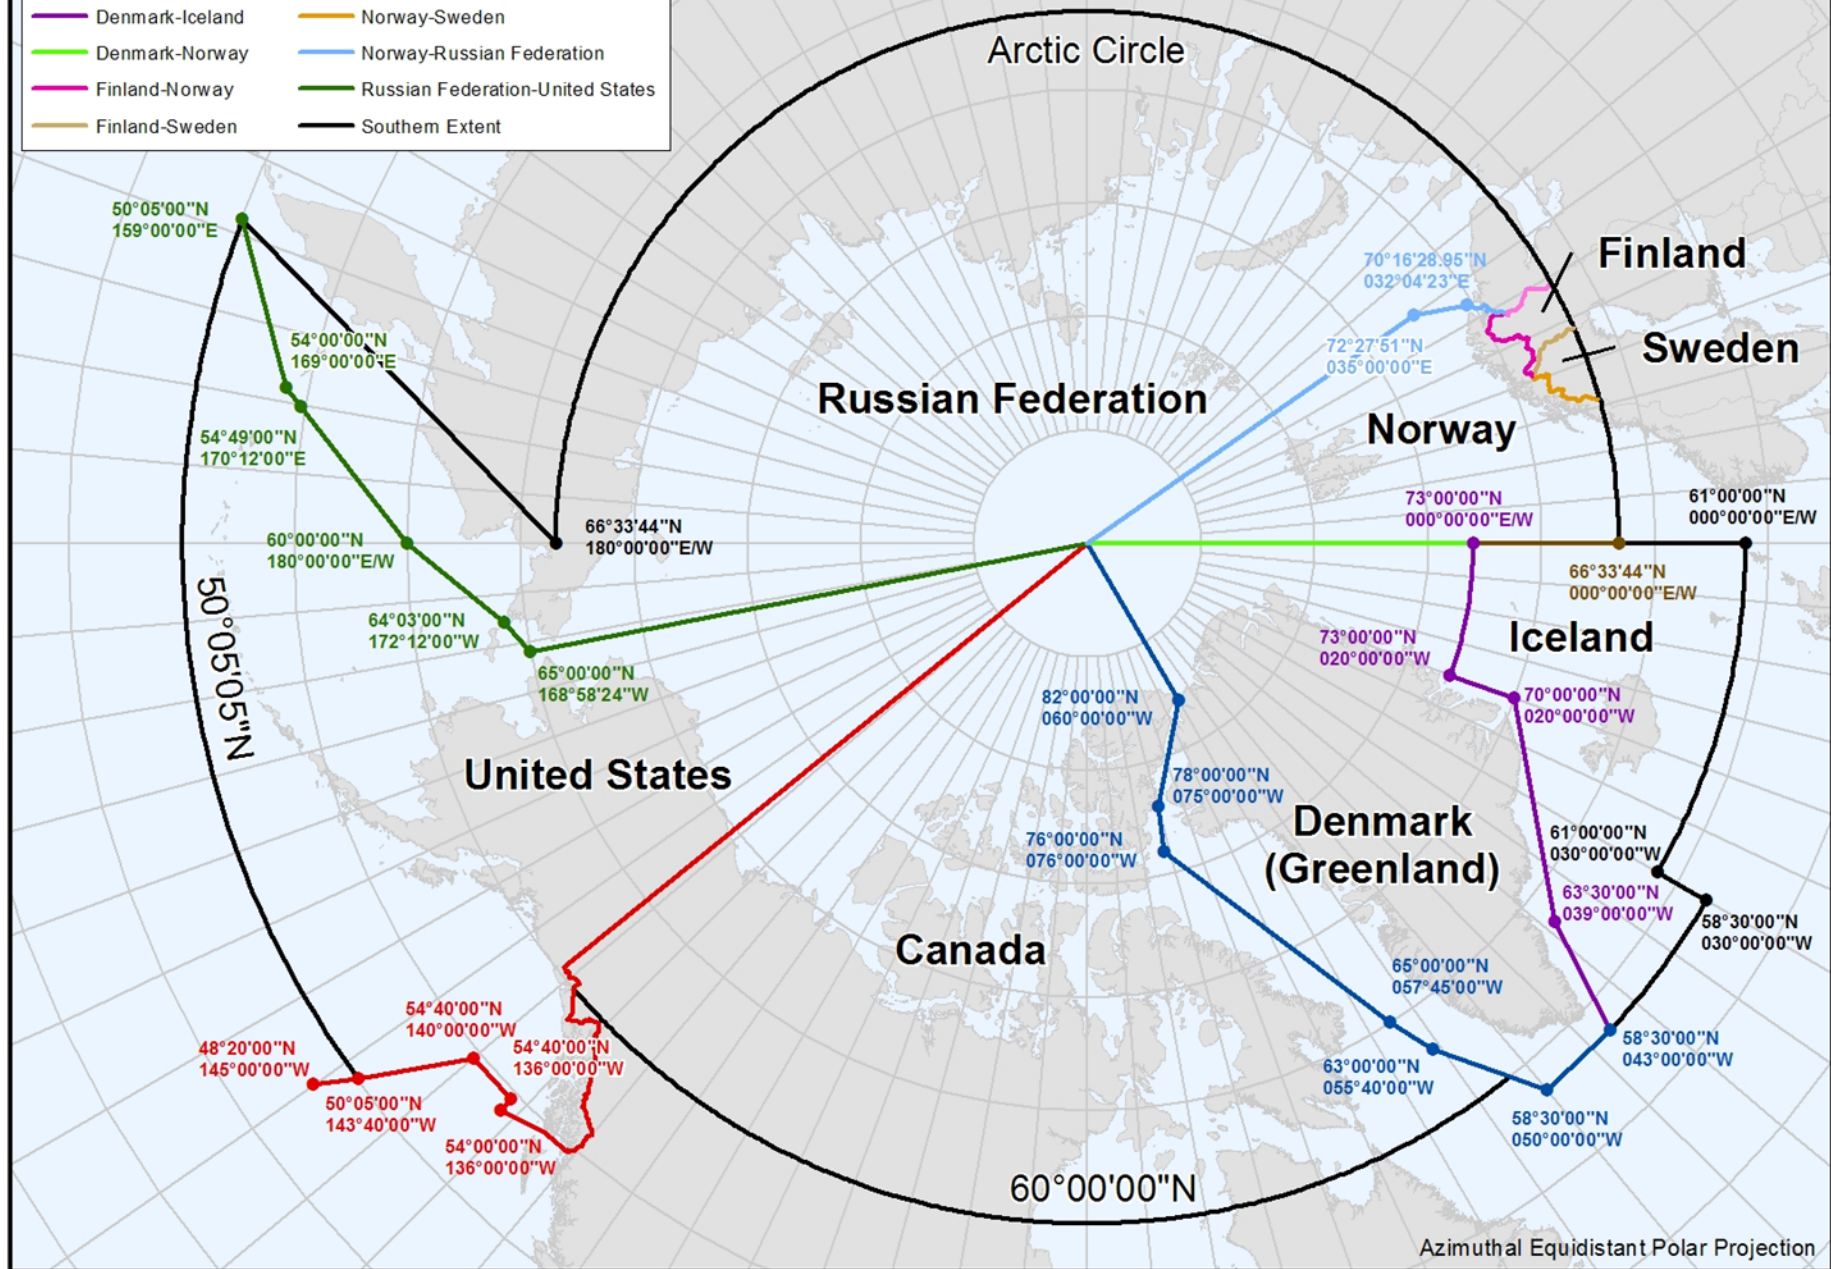 Denmark-Iceland
Norway-Sweden
Denmark-Norway
Norway-Russian Federation
Finland-Norway
Russian Federation-United States
Finland-Sweden
Southern Extent
Arctic Circle
50°05'00"N
159°00'00"E
54°00'00"N
169°00'00"E
54°49'00"N
170°12'00"E
60°00'00"N
180°00'00"E/W
66°33'44"N
180°00'00"E/W
64°03'00"N
172°12'00"W
65°00'00"N
168°58'24"W
50°05'05"N
Russian Federation
70°16'28.95"N
032°04'23"E
72°27'51"N
035°00'00"E
Finland
Sweden
Norway
73°00'00"N
000°00'00"E/W
61°00'00"N
000°00'00"E/W
66°33'44"N
000°00'00"E/W
Iceland
73°00'00"N
020°00'00"W
70°00'00"N
020°00'00"W
82°00'00"N
060°00'00"W
78°00'00"N
075°00'00"W
76°00'00"N
076°00'00"W
United States
Denmark
(Greenland)
61°00'00"N
030°00'00"W
63°30'00"N
039°00'00"W
58°30'00"N
030°00'00"W
Canada
65°00'00"N
057°45'00"W
54°40'00"N
140°00'00"W
54°40'00"N
136°00'00"W
48°20'00"N
145°00'00"W
50°05'00"N
143°40'00"W
54°00'00"N
136°00'00"W
63°00'00"N
055°40'00"W
58°30'00"N
043°00'00"W
58°30'00"N
050°00'00"W
60°00'00"N
Azimuthal Equidistant Polar Projection